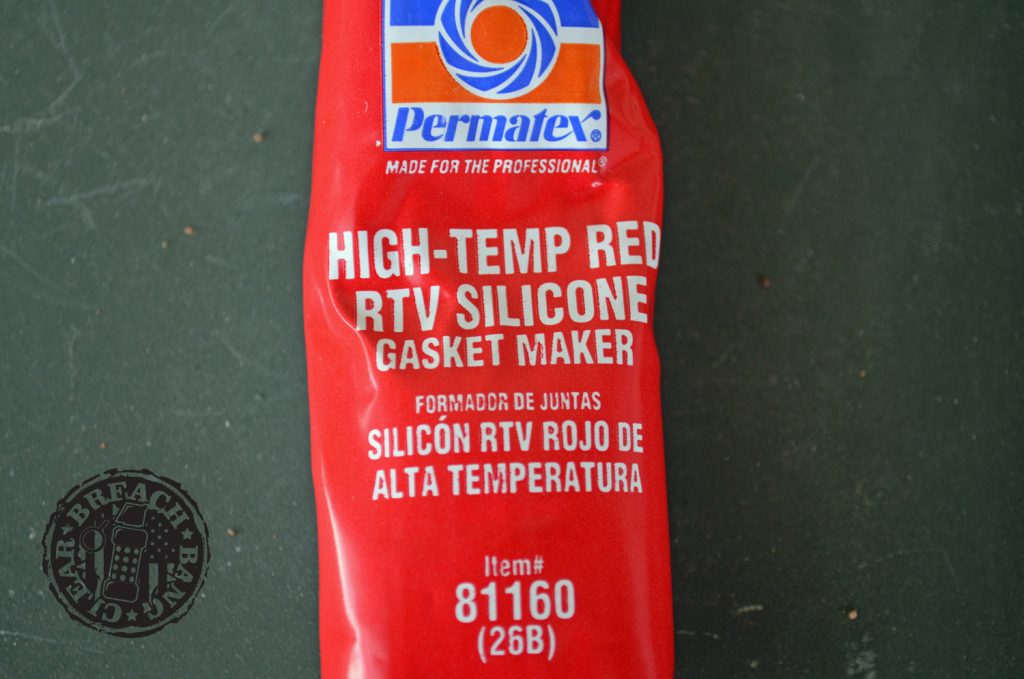 Permatex®
MADE FOR THE PROFESSIONAL®
HIGH-TEMP RED
RTV SILICONE
GASKET MAKER
FORMADOR DE JUNTAS
SILICÓN RTV ROJO DE
ALTA TEMPERATURA
Item#
81160
(26B)
CLEAR BREACH BANG